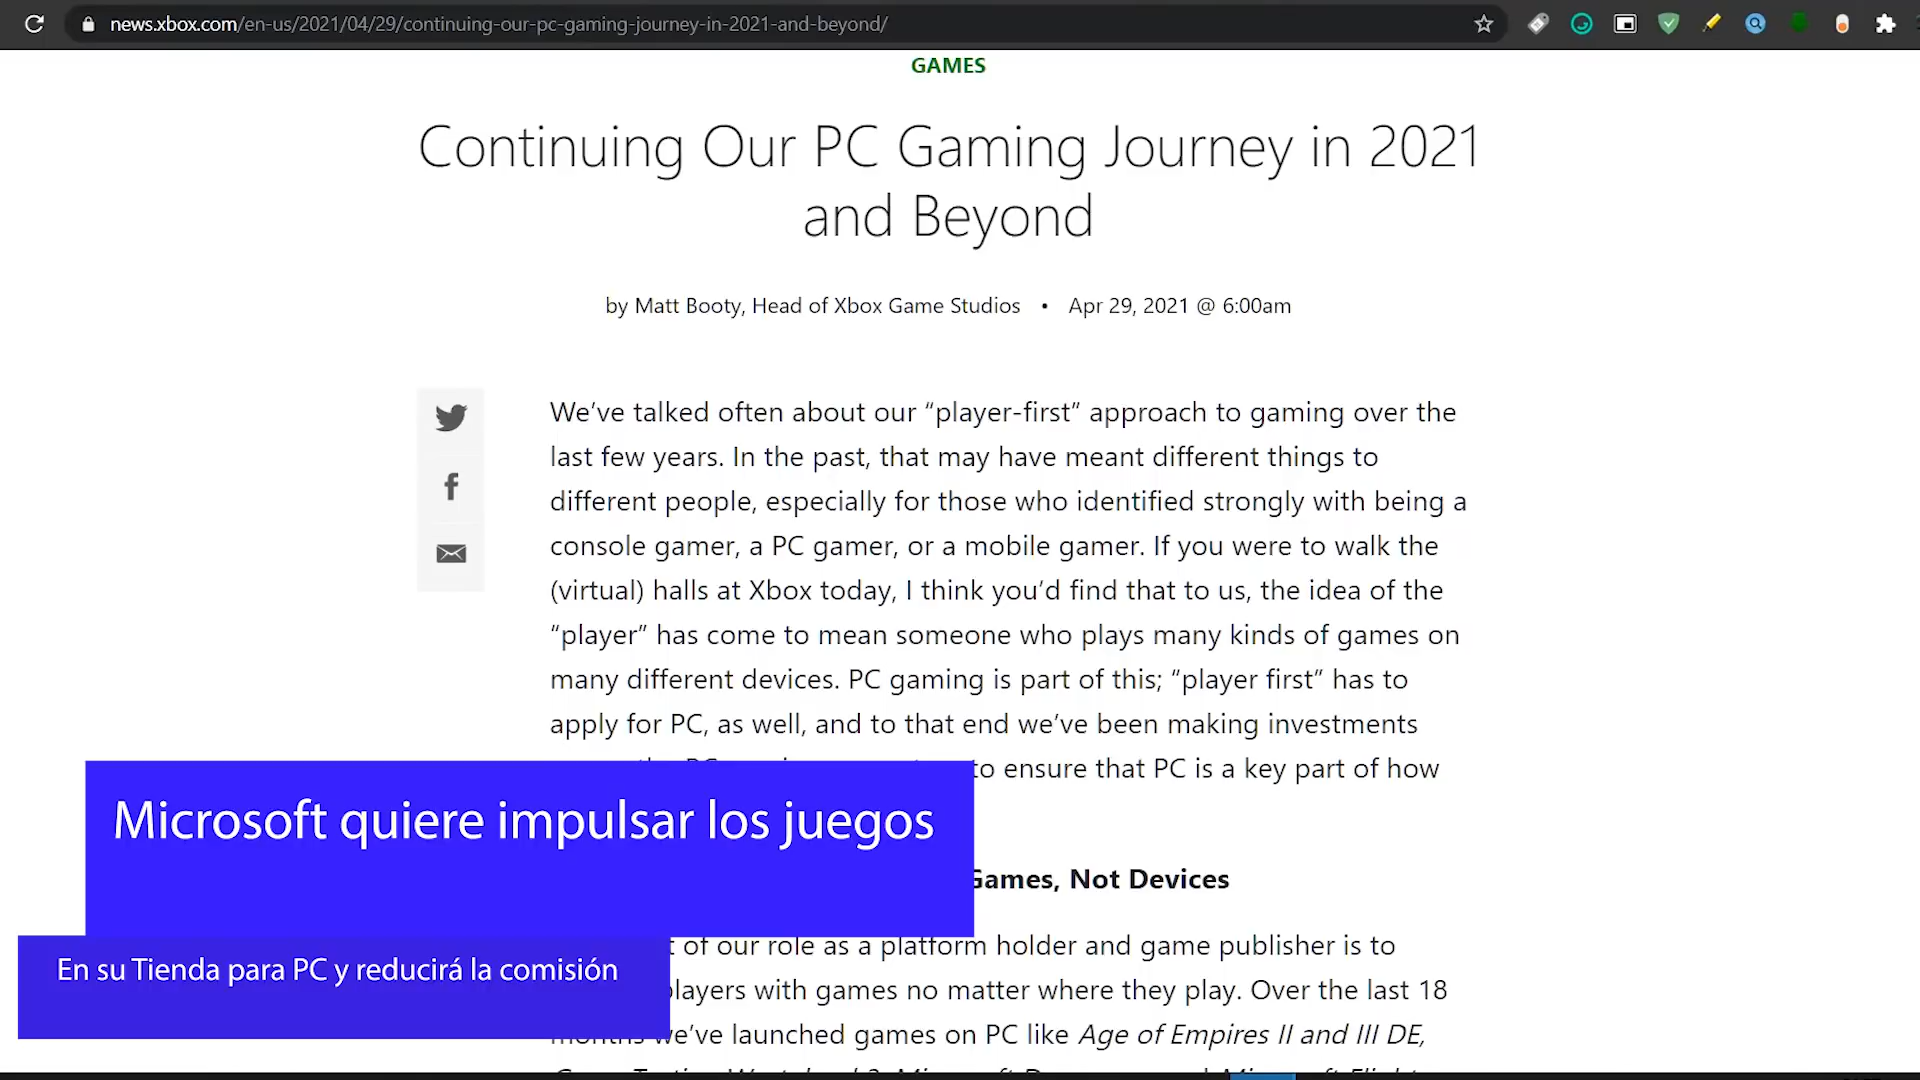 news.xbox.com/en-us/2021/04/29/continuing-our-pc-gaming-journey-in-2021-and-beyond/
GAMES
Continuing Our PC Gaming Journey in 2021
and Beyond
by Matt Booty, Head of Xbox Game Studios • Apr 29, 2021 @ 6:00am
We’ve talked often about our “player-first” approach to gaming over the
last few years. In the past, that may have meant different things to
different people, especially for those who identified strongly with being a
console gamer, a PC gamer, or a mobile gamer. If you were to walk the
(virtual) halls at Xbox today, I think you’d find that to us, the idea of the
“player” has come to mean someone who plays many kinds of games on
many different devices. PC gaming is part of this; “player first” has to
apply for PC, as well, and to that end we’ve been making investments
to ensure that PC is a key part of how
Microsoft quiere impulsar los juegos
Games, Not Devices
of our role as a platform holder and game publisher is to
En su Tienda para PC y reducirá la comisión
players with games no matter where they play. Over the last 18
months we’ve launched games on PC like Age of Empires II and III DE,